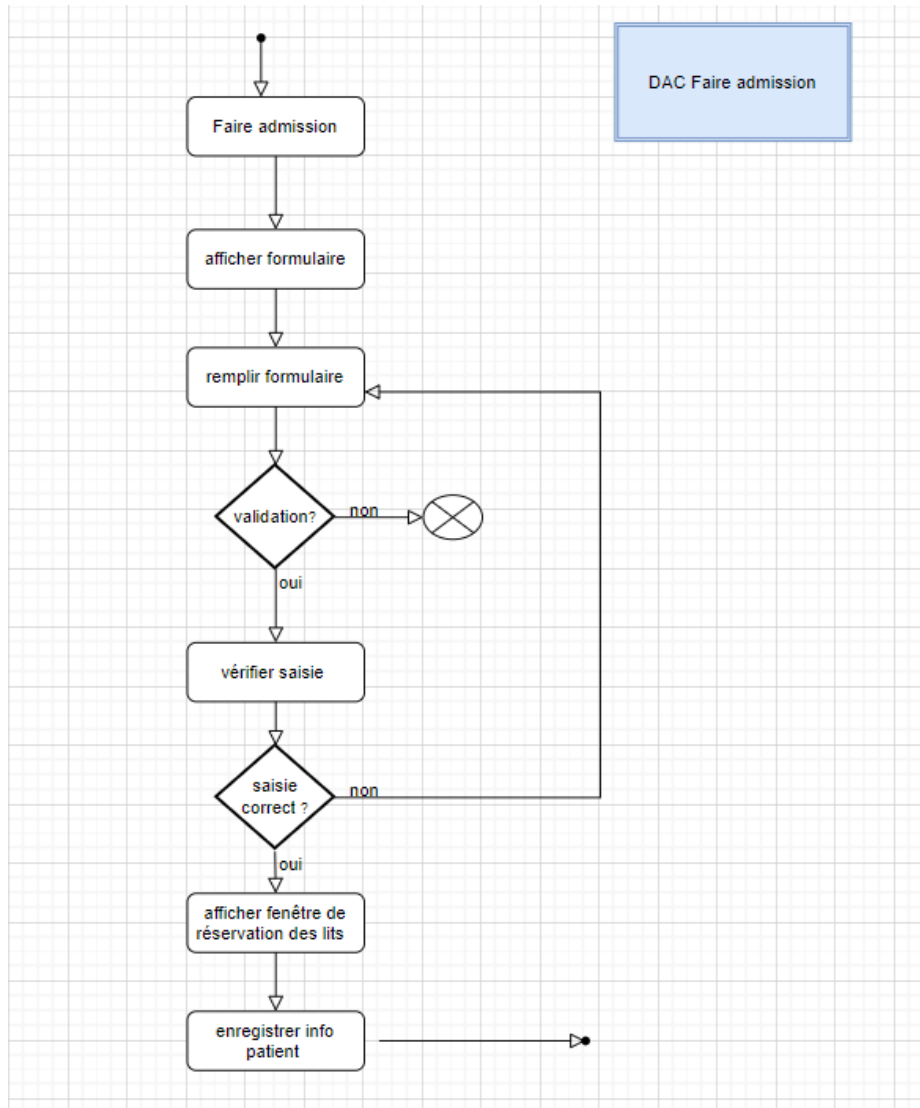 DAC Faire admission
Faire admission
afficher formulaire
remplir formulaire
validation?
non
oui
vérifier saisie
saisie
correct ?
non
oui
afficher fenêtre de
réservation des lits
enregistrer info
patient